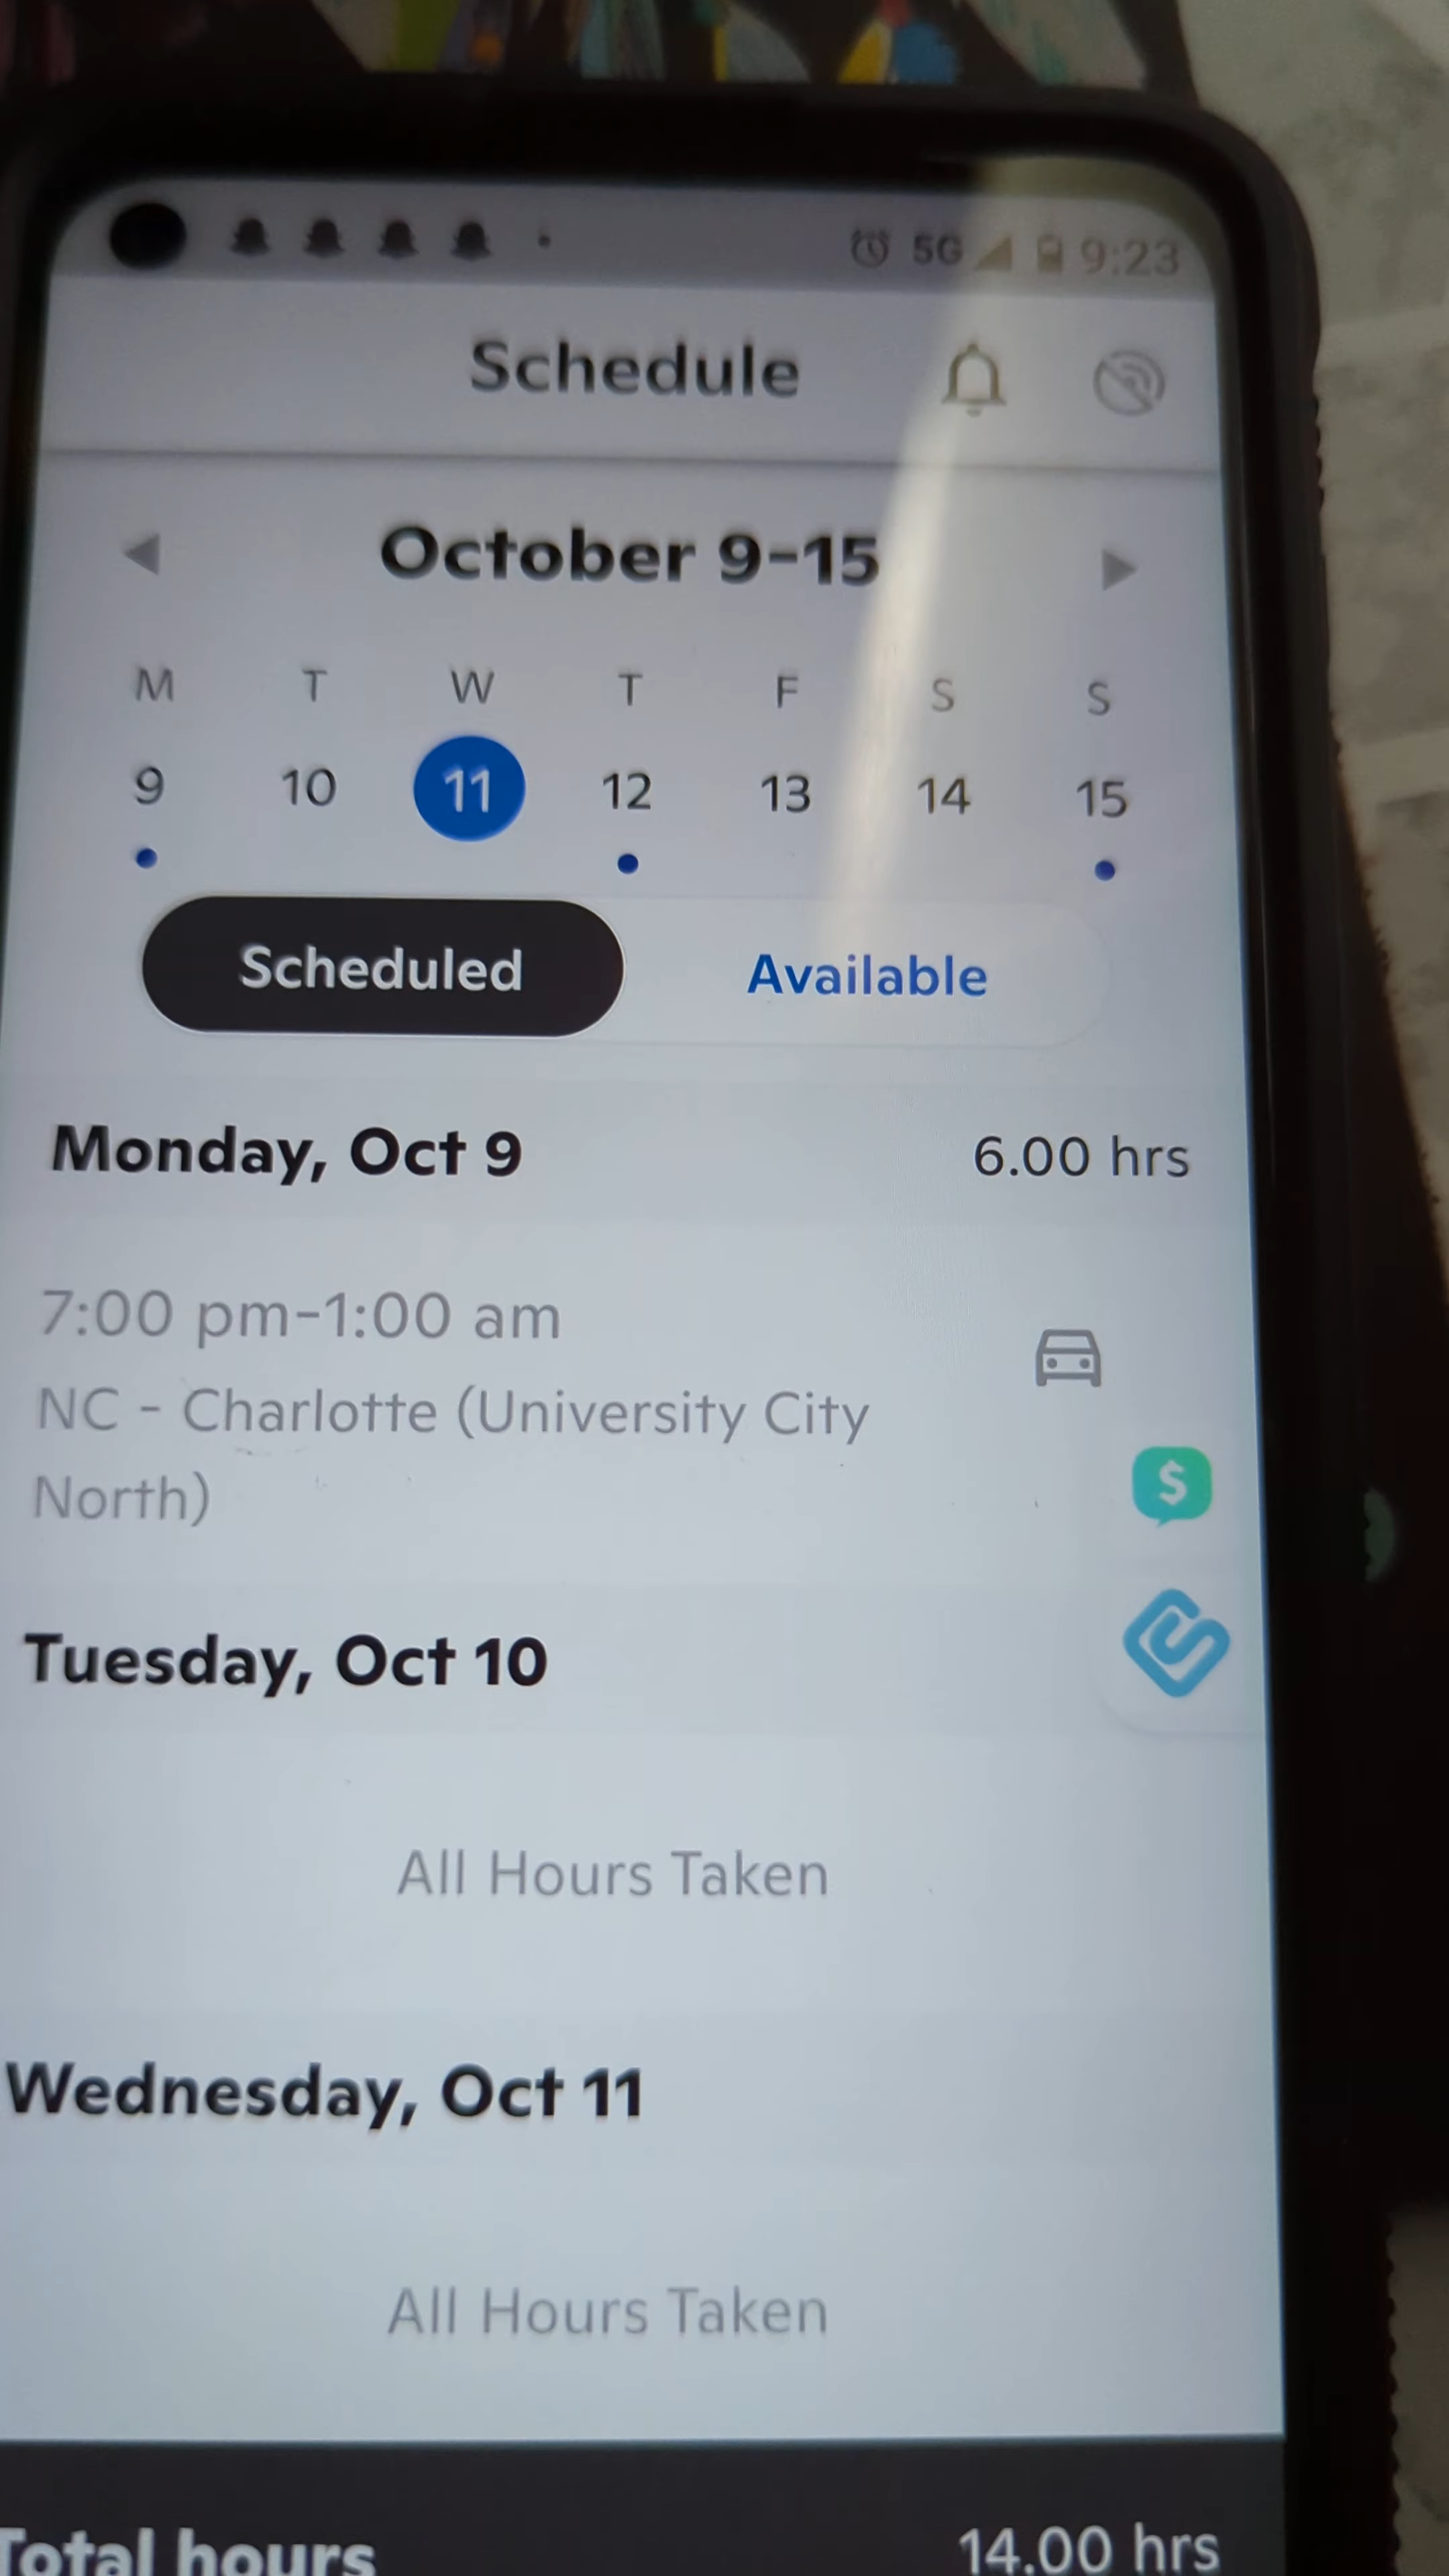 5G 9:23
Schedule
October 9-15
M T W T F S S
9 10 11 12 13 14 15
Scheduled Available
Monday, Oct 9 6.00 hrs
7:00 pm-1:00 am
NC - Charlotte (University City
North)
$
Tuesday, Oct 10
All Hours Taken
Wednesday, Oct 11
All Hours Taken
Total hours 14.00 hrs